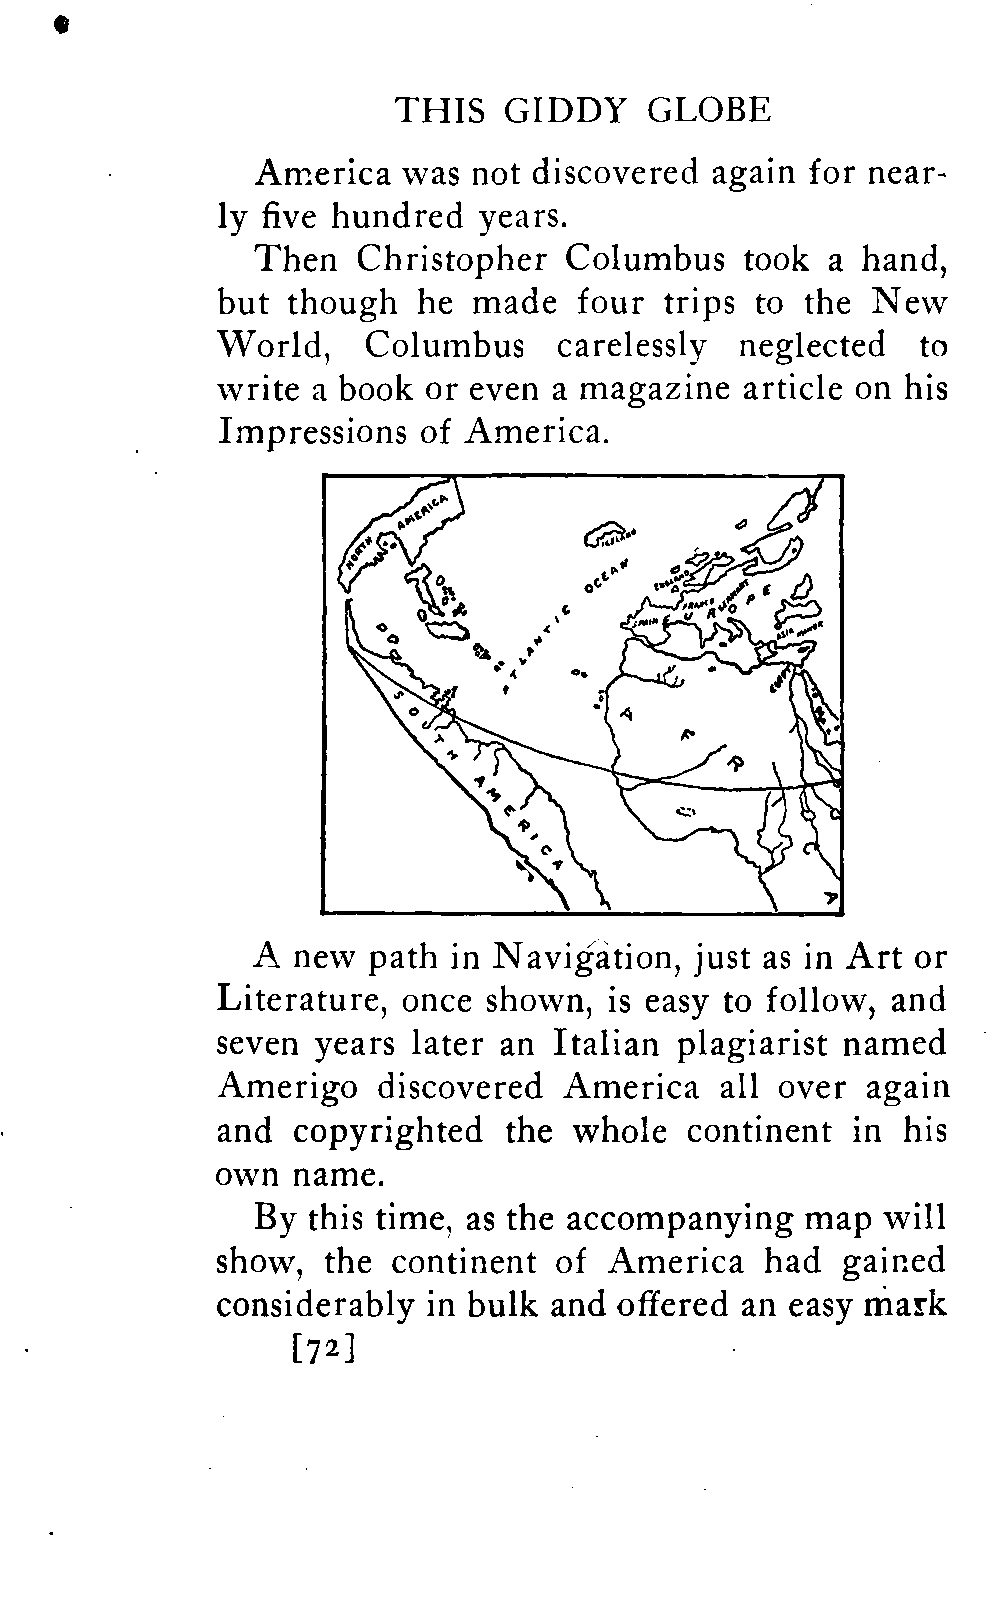 THIS GIDDY GLOBE
America was not discovered again for near-
ly five hundred years.
Then Christopher Columbus took a hand,
but though he made four trips to the New
World, Columbus carelessly neglected to
write a book or even a magazine article on his
Impressions of America.
NORTH AMERICA
ICELAND
ATLANTIC OCEAN
ENGLAND
FRANCE
GERMANY
SPAIN
EUROPE
ASIA MINOR
EGYPT
AFRICA
SOUTH AMERICA
A new path in Navigation, just as in Art or
Literature, once shown, is easy to follow, and
seven years later an Italian plagiarist named
Amerigo discovered America all over again
and copyrighted the whole continent in his
own name.
By this time, as the accompanying map will
show, the continent of America had gained
considerably in bulk and offered an easy mark
[72]